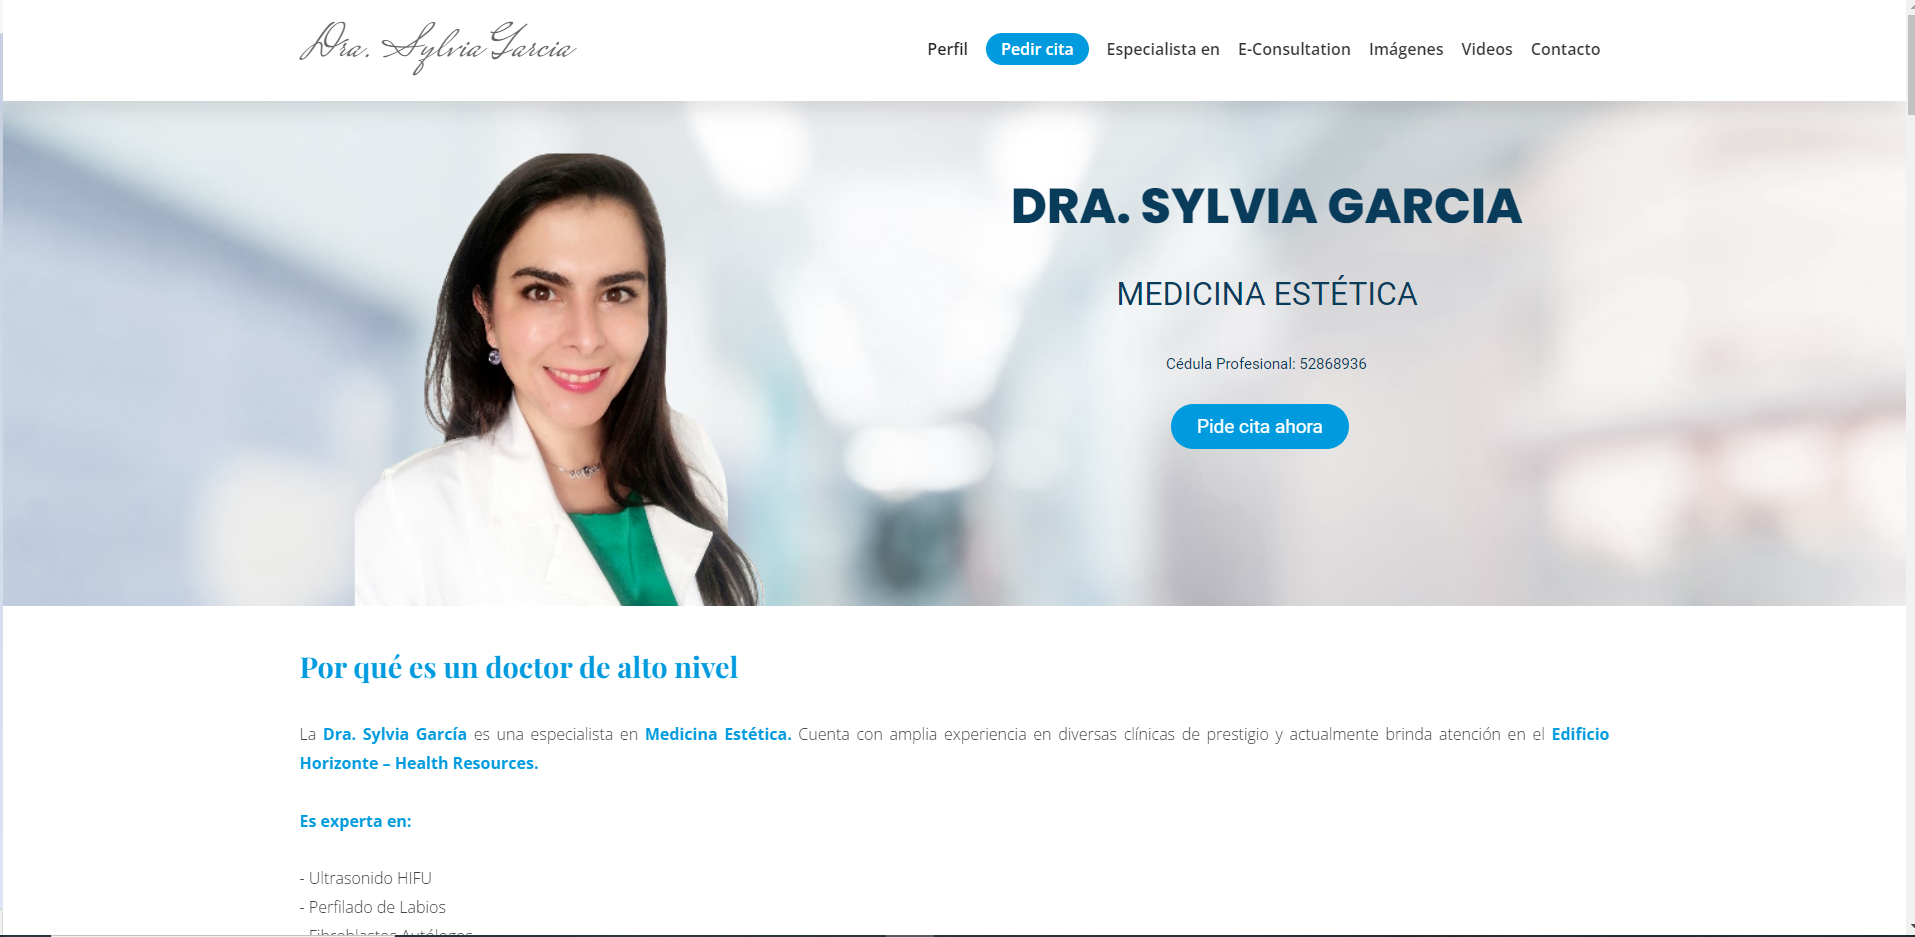 Dra. Sylvia Garcia
Perfil
Pedir cita
Especialista en
E-Consultation
Imágenes
Videos
Contacto
DRA. SYLVIA GARCIA
MEDICINA ESTÉTICA
Cédula Profesional: 52868936
Pide cita ahora
Por qué es un doctor de alto nivel
La Dra. Sylvia García es una especialista en Medicina Estética. Cuenta con amplia experiencia en diversas clínicas de prestigio y actualmente brinda atención en el Edificio
Horizonte – Health Resources.
Es experta en:
- Ultrasonido HIFU
- Perfilado de Labios
- Fibroblastos Autólogos